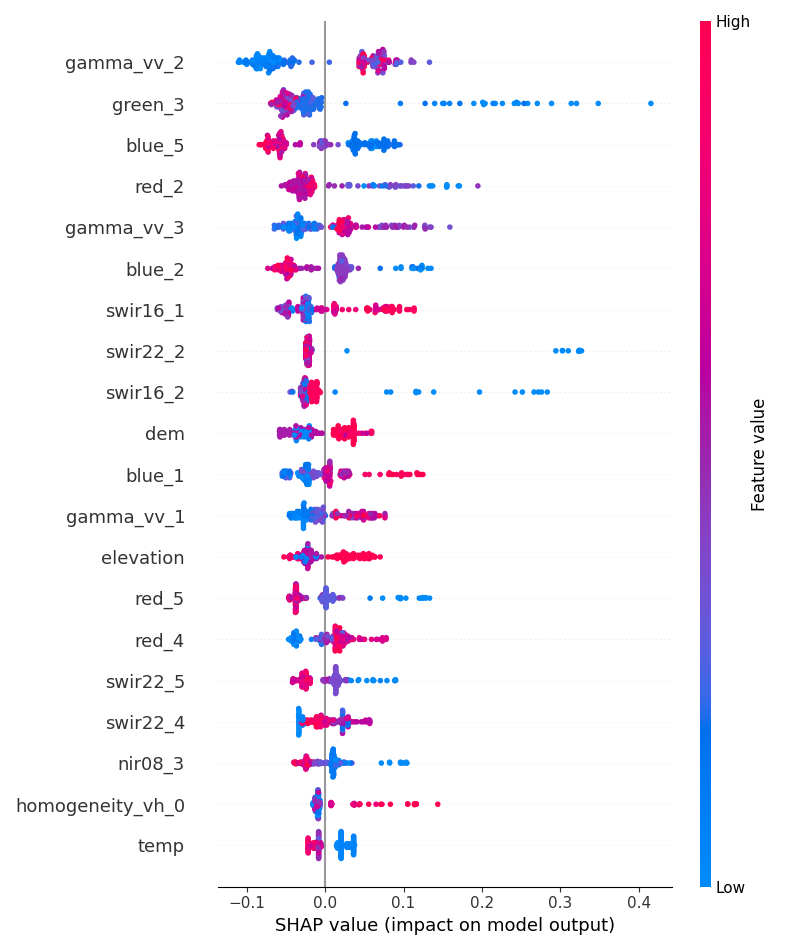 High
gamma_vv_2
green_3
blue_5
red_2
gamma_vv_3
blue_2
swir16_1
swir22_2
swir16_2
dem
blue_1
gamma_vv_1
elevation
red_5
red_4
swir22_5
swir22_4
nir08_3
homogeneity_vh_0
temp
Feature value
Low
−0.1 0.0 0.1 0.2 0.3 0.4
SHAP value (impact on model output)